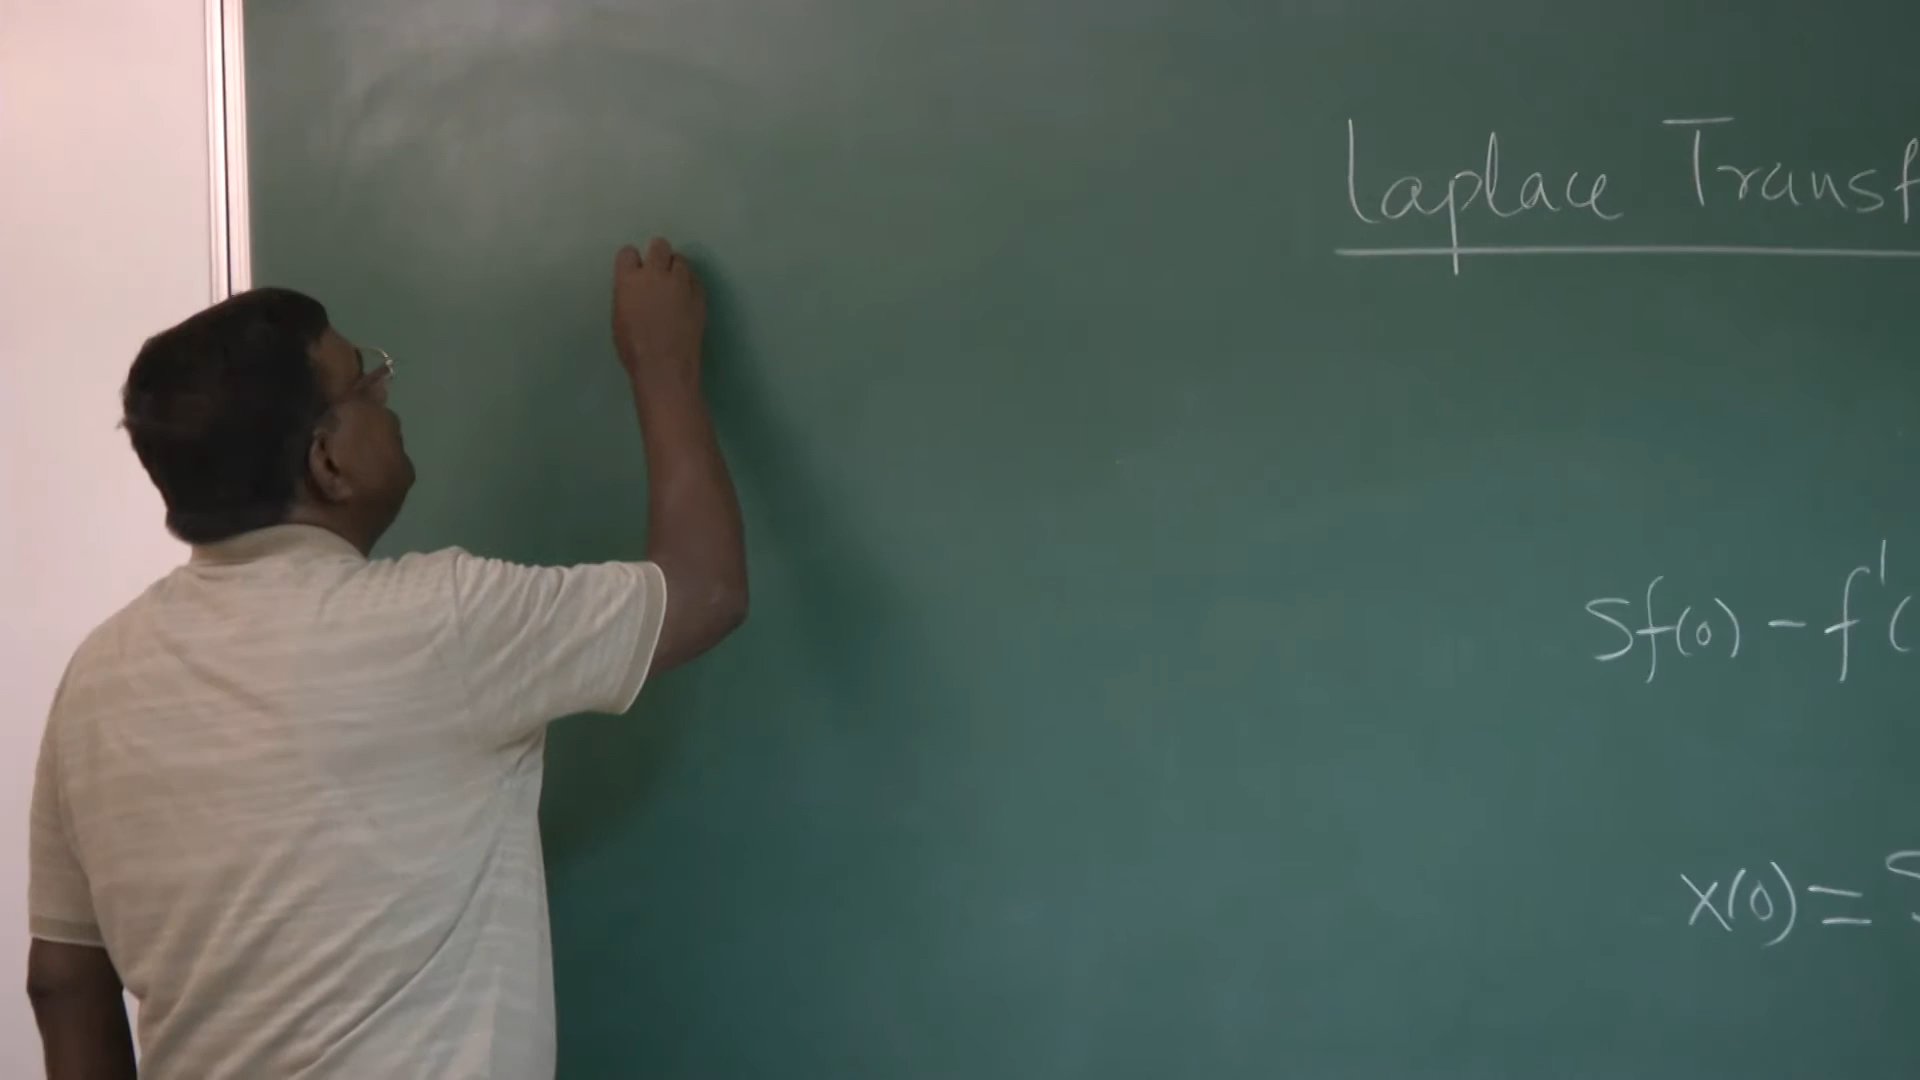 Laplace Transf
Sf(0) - f'(
x(0) = S